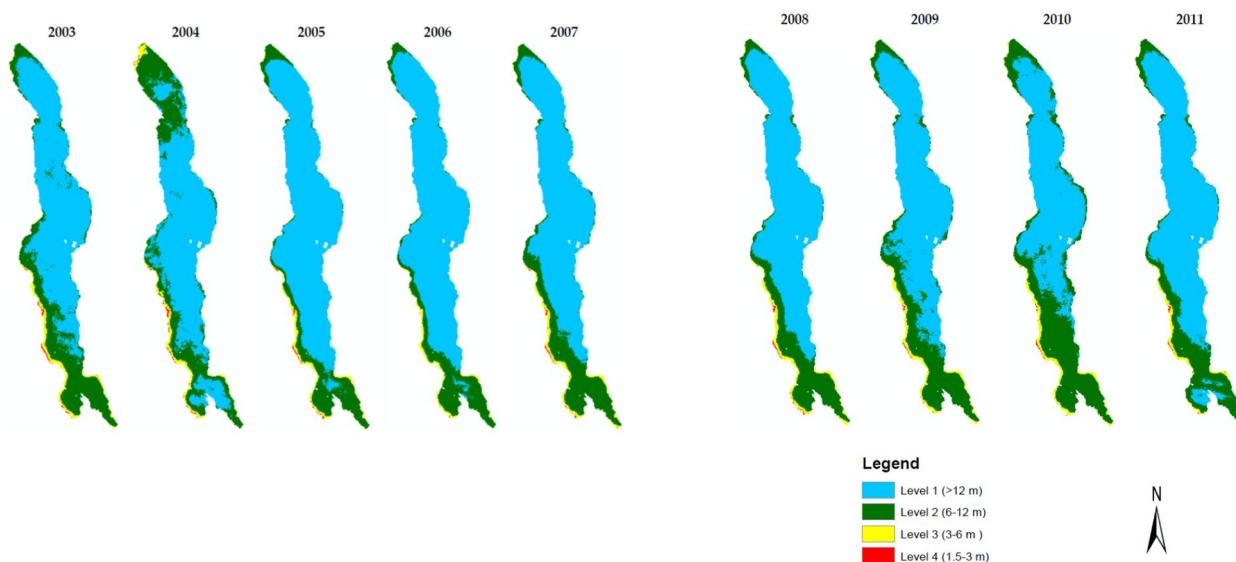 2003 2004 2005 2006 2007 2008 2009 2010 2011
Legend
Level 1 (>12 m)
Level 2 (6-12 m)
Level 3 (3-6 m )
Level 4 (1.5-3 m)
N